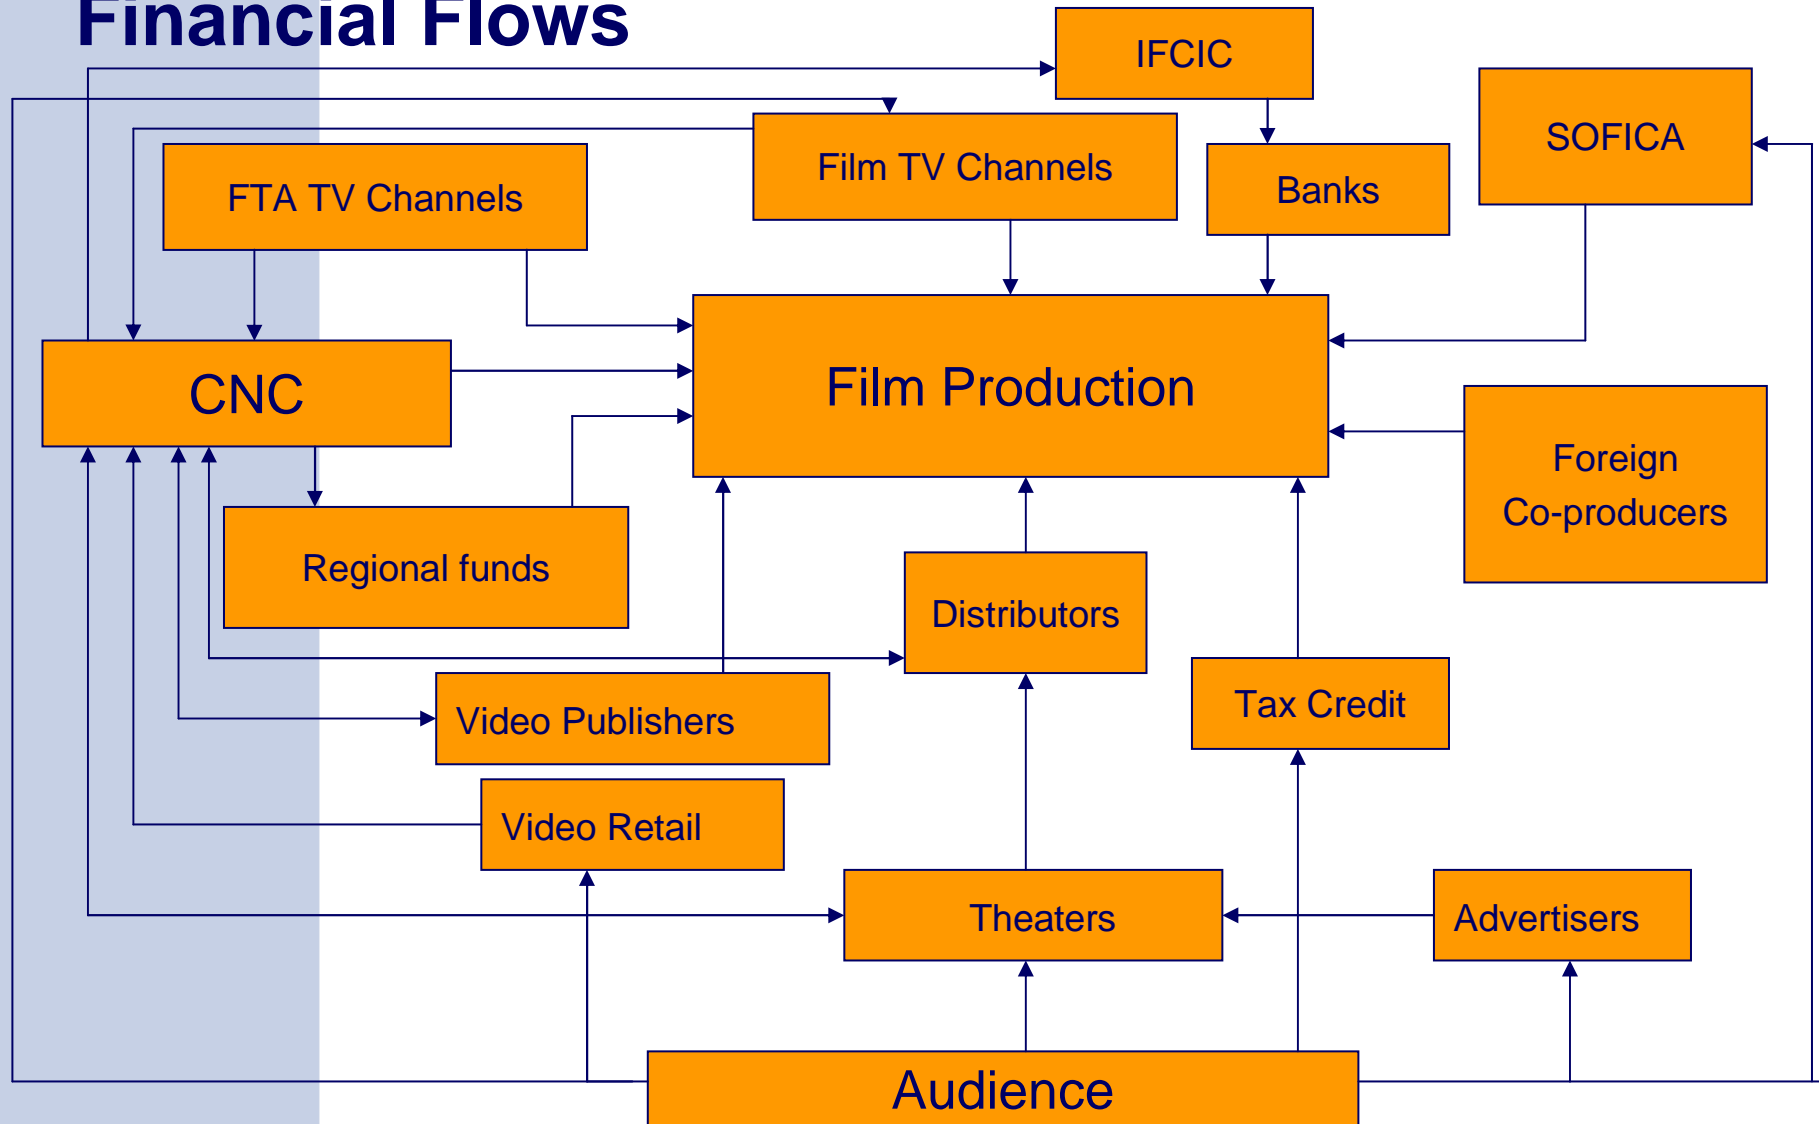 Financial Flows
IFCIC
SOFICA
Film TV Channels
Banks
FTA TV Channels
CNC
Film Production
Foreign
Co-producers
Regional funds
Distributors
Tax Credit
Video Publishers
Video Retail
Theaters
Advertisers
Audience